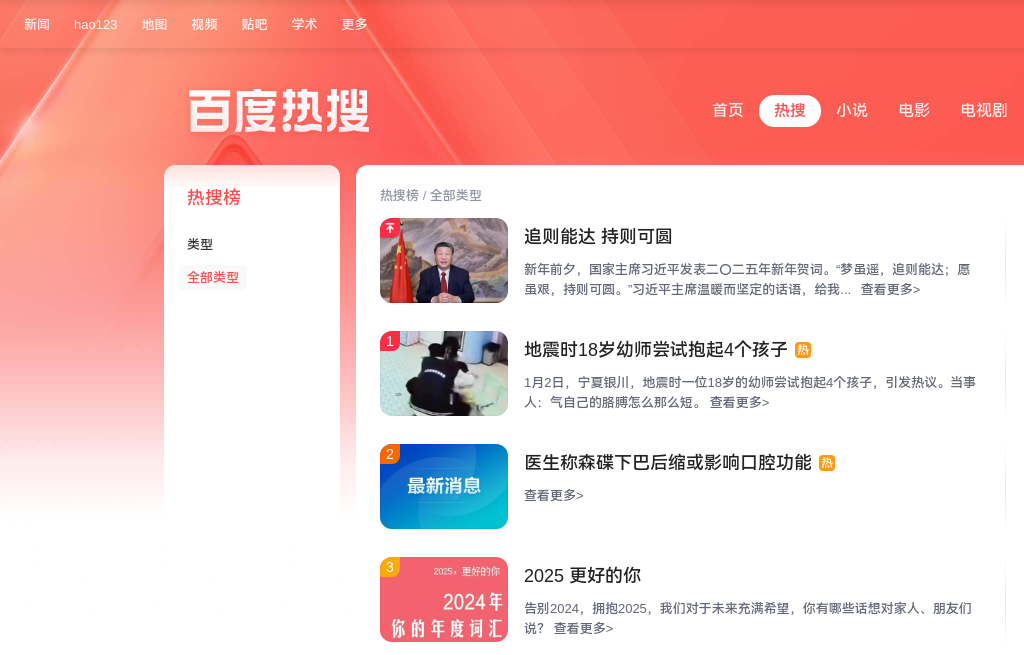 新闻 hao123 地图 视频 贴吧 学术 更多
百度热搜
首页 热搜 小说 电影 电视剧
热搜榜
类型
全部类型
热搜榜 / 全部类型
追则能达 持则可圆
新年前夕，国家主席习近平发表二〇二五年新年贺词。“梦虽遥，追则能达；愿
虽艰，持则可圆。”习近平主席温暖而坚定的话语，给我... 查看更多>
1
地震时18岁幼师尝试抱起4个孩子 热
1月2日，宁夏银川，地震时一位18岁的幼师尝试抱起4个孩子，引发热议。当事
人：气自己的胳膊怎么那么短。 查看更多>
2
最新消息
医生称森碟下巴后缩或影响口腔功能 热
查看更多>
3
2025，更好的你
2024年
你的年度词汇
2025 更好的你
告别2024，拥抱2025，我们对于未来充满希望，你有哪些话想对家人、朋友们
说？ 查看更多>